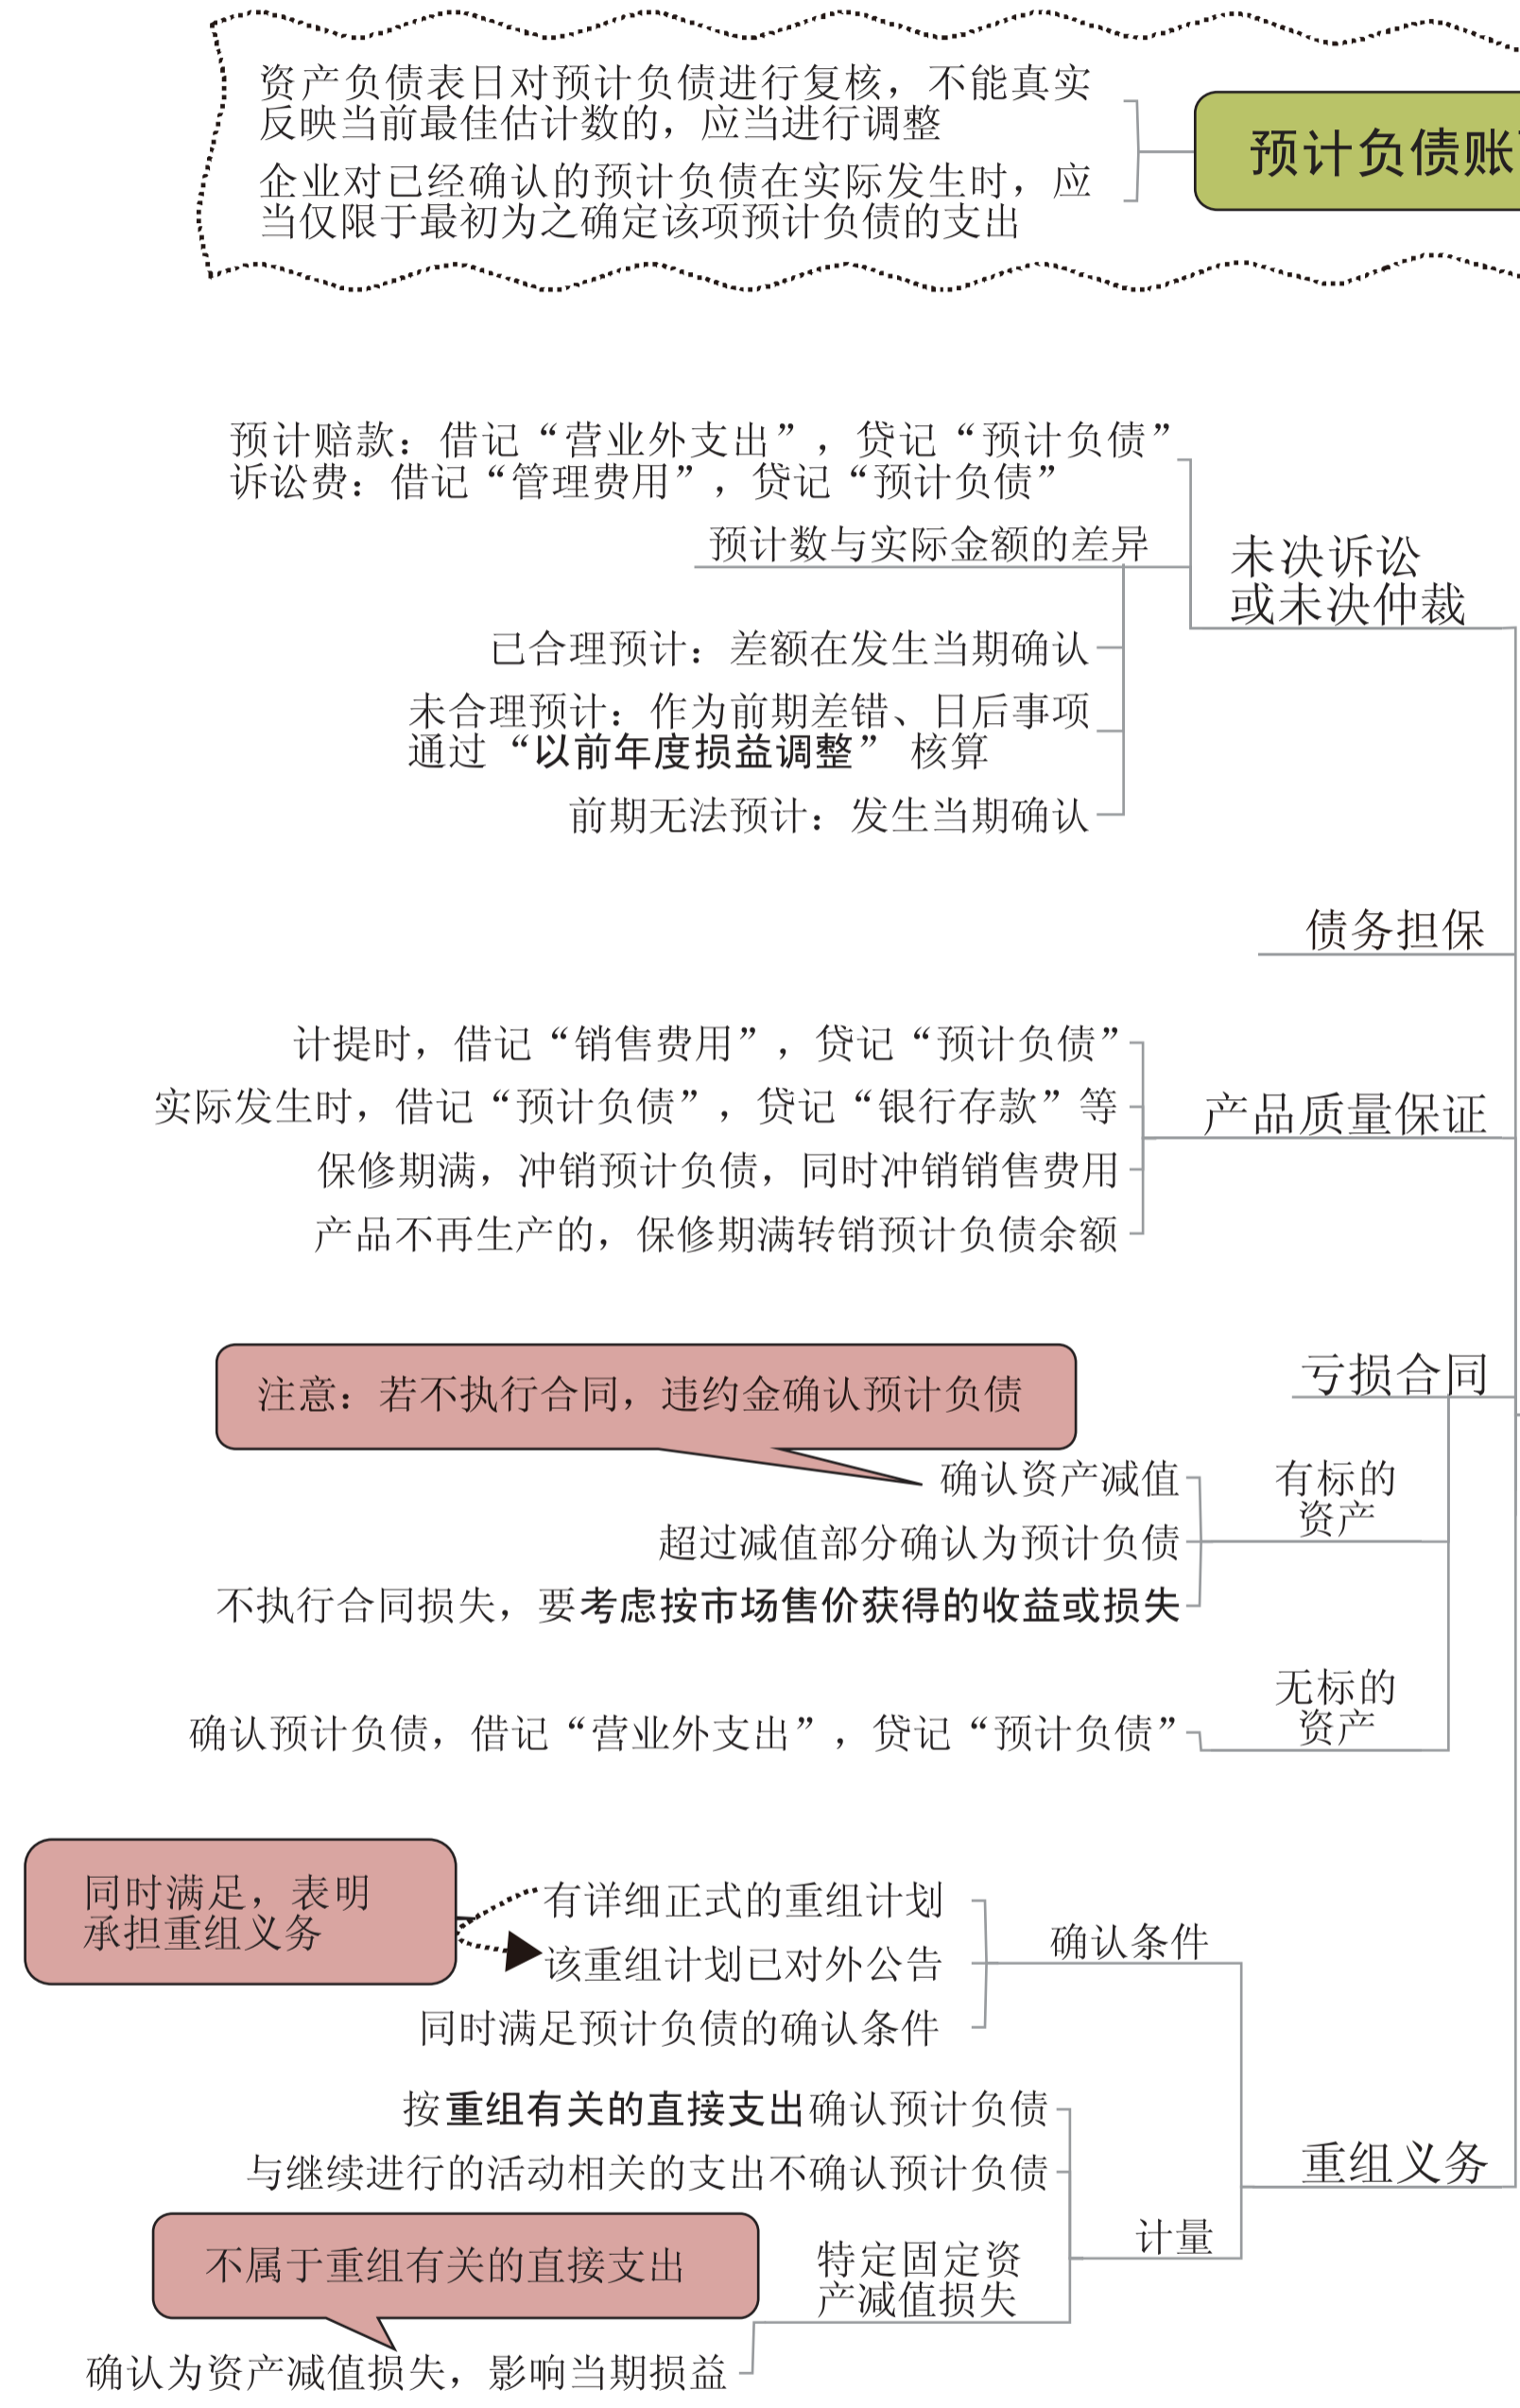 资产负债表日对预计负债进行复核，不能真实
反映当前最佳估计数的，应当进行调整
企业对已经确认的预计负债在实际发生时，应
当仅限于最初为之确定该项预计负债的支出
预计负债账
预计赔款：借记“营业外支出”，贷记“预计负债”
诉讼费：借记“管理费用”，贷记“预计负债”
预计数与实际金额的差异
未决诉讼
或未决仲裁
已合理预计：差额在发生当期确认
未合理预计：作为前期差错、日后事项
通过“以前年度损益调整” 核算
前期无法预计：发生当期确认
债务担保
计提时，借记“销售费用”，贷记“预计负债”
实际发生时，借记“预计负债”，贷记“银行存款”等
产品质量保证
保修期满，冲销预计负债，同时冲销销售费用
产品不再生产的，保修期满转销预计负债余额
亏损合同
注意：若不执行合同，违约金确认预计负债
确认资产减值
有标的
资产
超过减值部分确认为预计负债
不执行合同损失，要考虑按市场售价获得的收益或损失
无标的
资产
确认预计负债，借记“营业外支出”，贷记“预计负债”
同时满足，表明
承担重组义务
有详细正式的重组计划
该重组计划已对外公告
确认条件
同时满足预计负债的确认条件
按重组有关的直接支出确认预计负债
与继续进行的活动相关的支出不确认预计负债
重组义务
计量
不属于重组有关的直接支出
特定固定资
产减值损失
确认为资产减值损失，影响当期损益